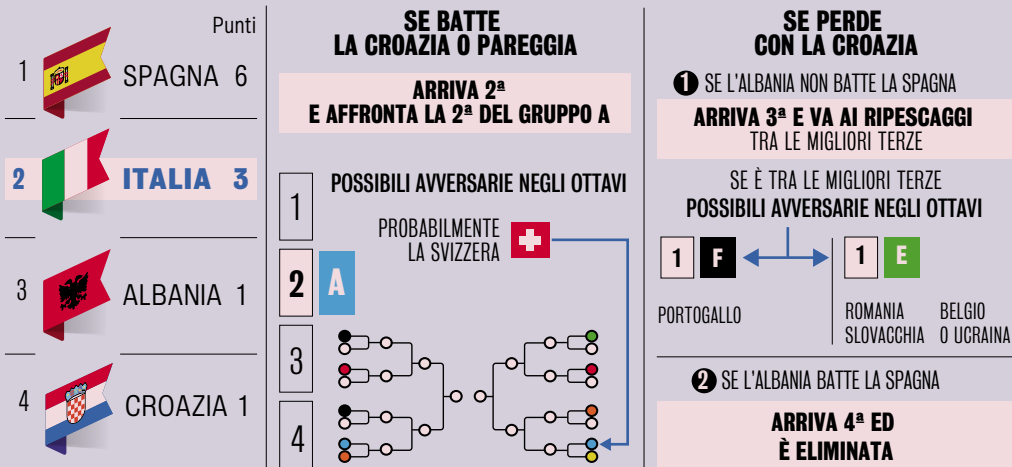 Punti
1 SPAGNA 6
2 ITALIA 3
3 ALBANIA 1
4 CROAZIA 1
SE BATTE
LA CROAZIA O PAREGGIA
ARRIVA 2ª
E AFFRONTA LA 2ª DEL GRUPPO A
POSSIBILI AVVERSARIE NEGLI OTTAVI
1
PROBABILMENTE
LA SVIZZERA
2 A
3
4
SE PERDE
CON LA CROAZIA
1 SE L'ALBANIA NON BATTE LA SPAGNA
ARRIVA 3ª E VA AI RIPESCAGGI
TRA LE MIGLIORI TERZE
SE È TRA LE MIGLIORI TERZE
POSSIBILI AVVERSARIE NEGLI OTTAVI
1 F
PORTOGALLO
1 E
ROMANIA
SLOVACCHIA
BELGIO
O UCRAINA
2 SE L'ALBANIA BATTE LA SPAGNA
ARRIVA 4ª ED
È ELIMINATA